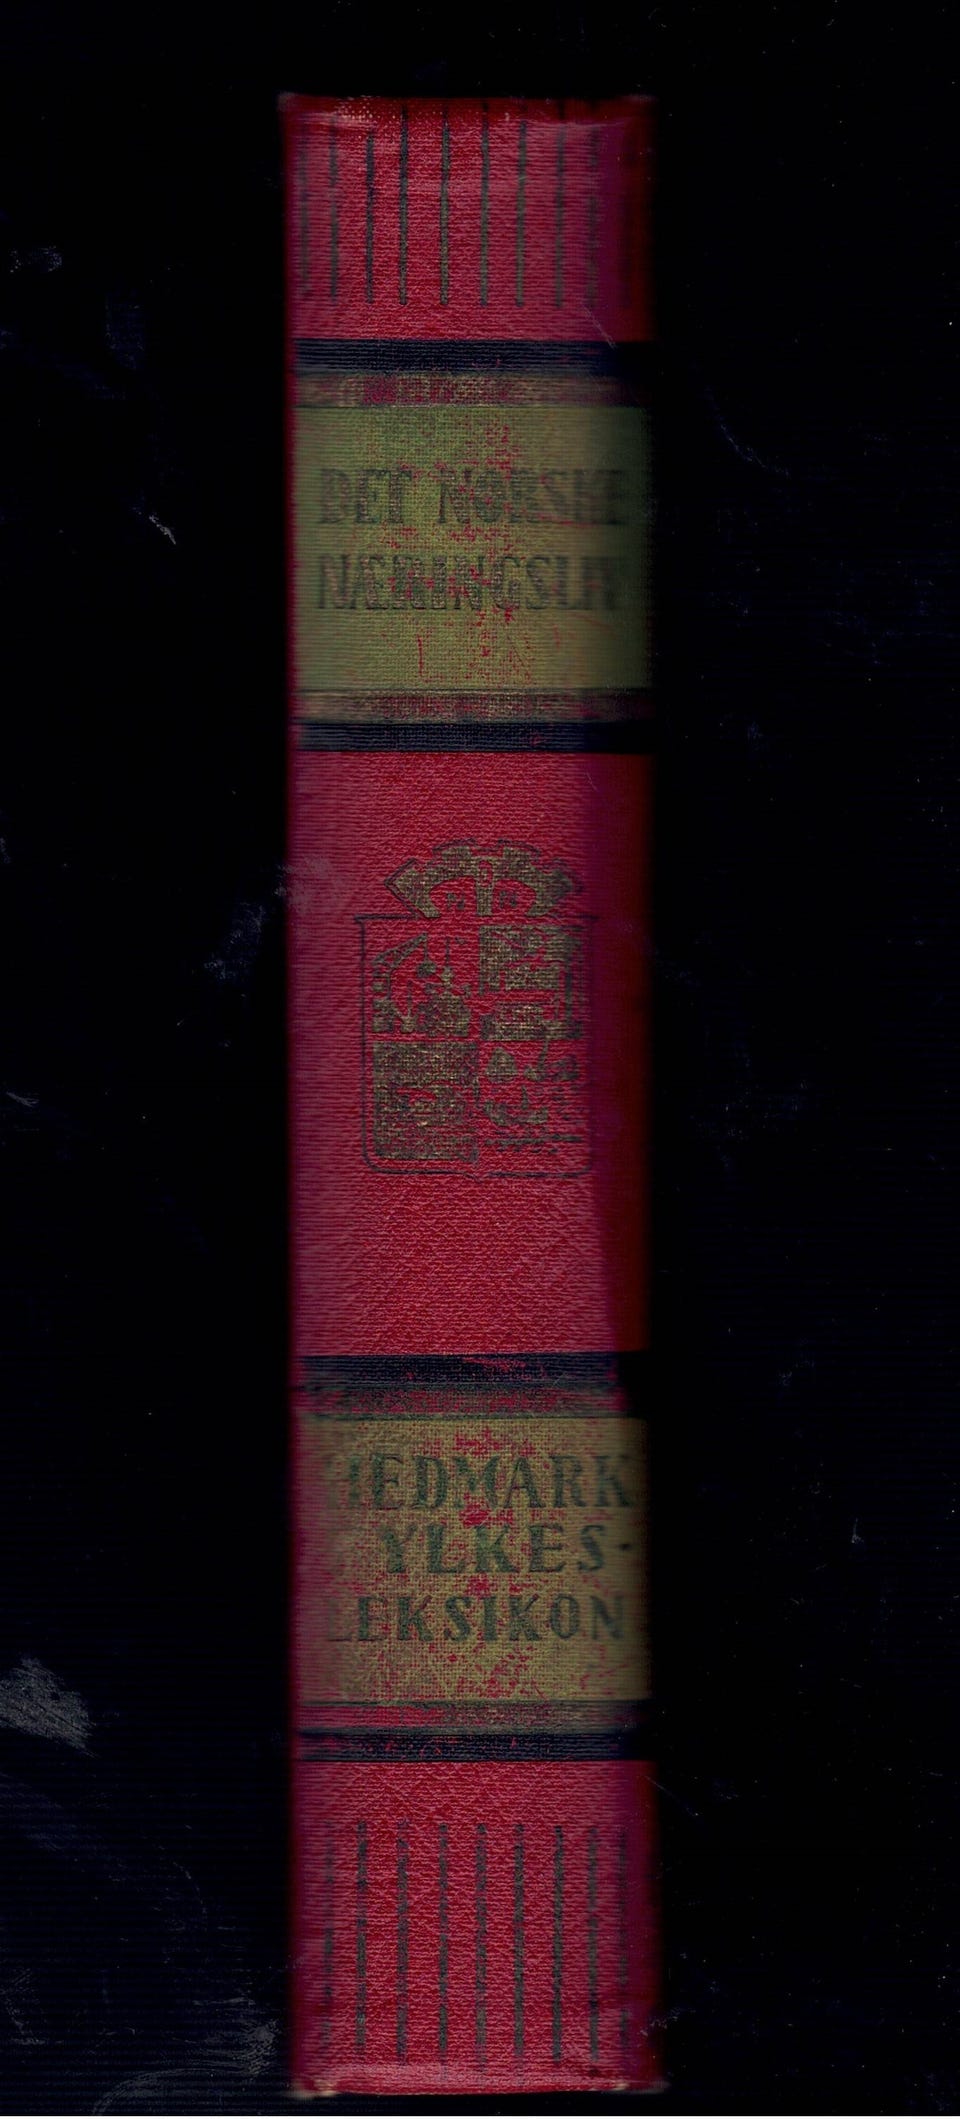 DET NORSKE
NÆRINGSLIV
HEDMARK
FYLKES-
LEKSIKON